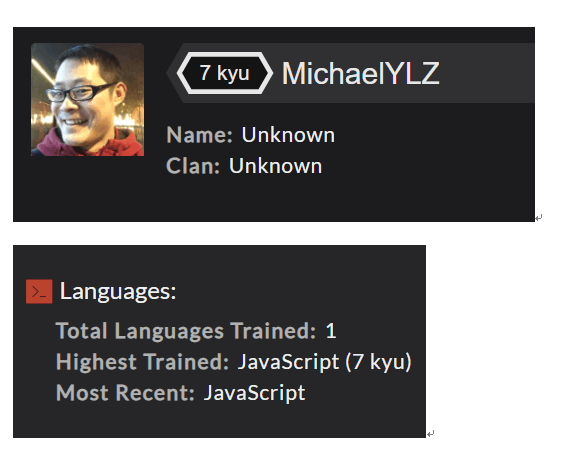 7 kyu MichaelYLZ
Name: Unknown
Clan: Unknown
Languages:
Total Languages Trained: 1
Highest Trained: JavaScript (7 kyu)
Most Recent: JavaScript